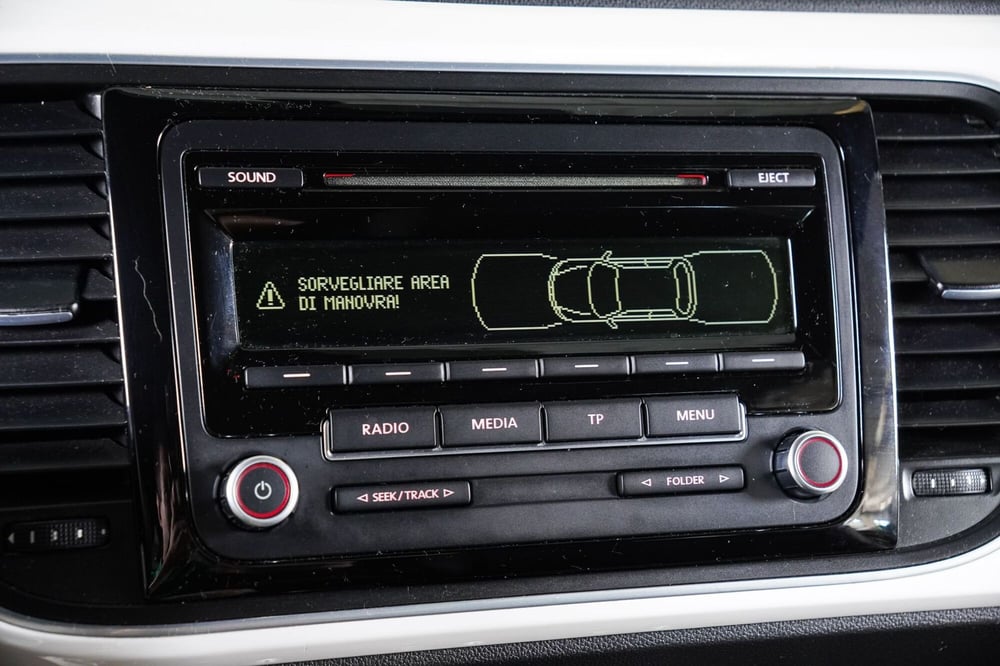 SOUND
EJECT
SORVEGLIARE AREA
DI MANOVRA!
RADIO
MEDIA
TP
MENU
SEEK/TRACK
FOLDER